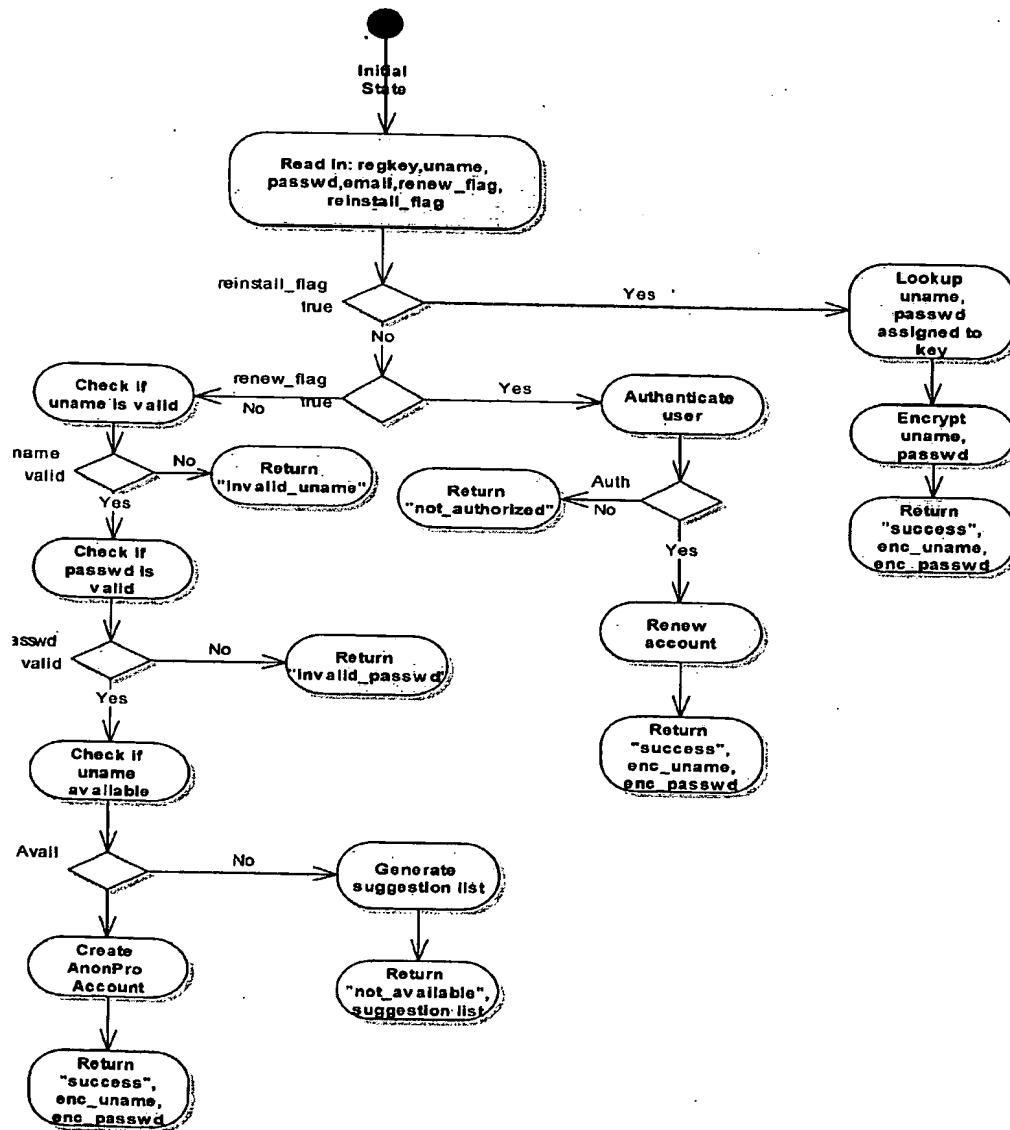 Initial
State
Read In: regkey,uname,
passwd,email,renew_flag,
reinstall_flag
reinstall_flag
true
Yes
No
Lookup
uname,
passwd
assigned to
key
Encrypt
uname,
passwd
Return
"success",
enc_uname,
enc_passwd
renew_flag
true
No
Yes
Check if
uname is valid
name
valid
No
Return
"invalid_uname"
Yes
Check if
passwd is
valid
asswd
valid
No
Return
"invalid_passwd"
Yes
Check if
uname
available
Avail
No
Generate
suggestion list
Return
"not_available",
suggestion list
Create
AnonPro
Account
Return
"success",
enc_uname,
enc_passwd
Authenticate
user
Auth
No
Return
"not_authorized"
Yes
Renew
account
Return
"success",
enc_uname,
enc_passwd